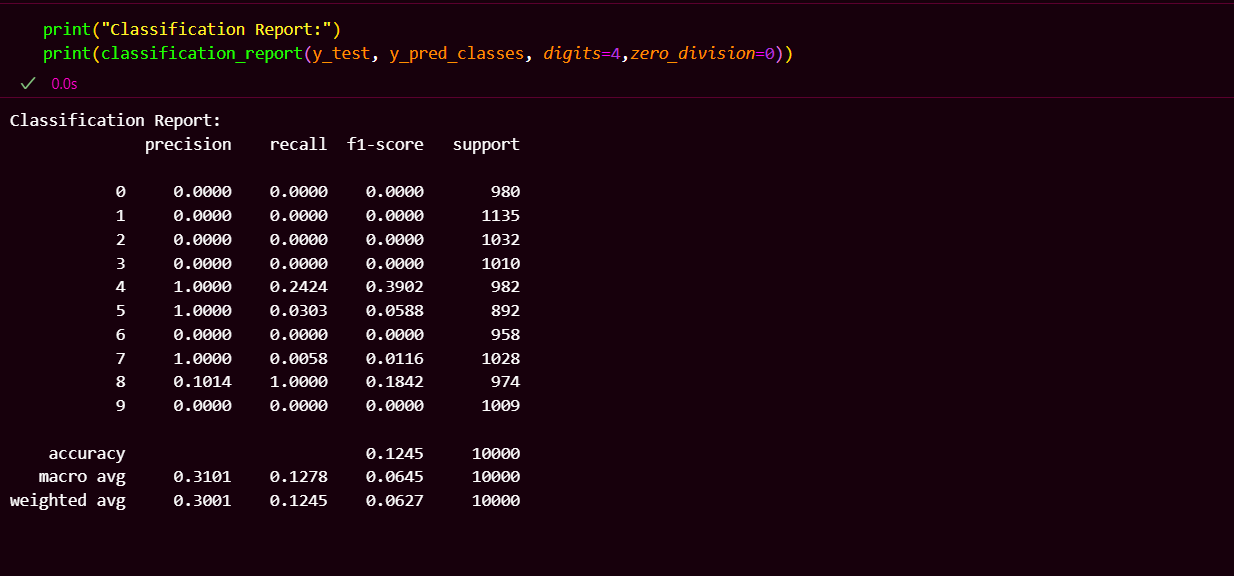 print("Classification Report:")
print(classification_report(y_test, y_pred_classes, digits=4,zero_division=0))
0.0s
Classification Report:
precision recall f1-score support
0 0.0000 0.0000 0.0000 980
1 0.0000 0.0000 0.0000 1135
2 0.0000 0.0000 0.0000 1032
3 0.0000 0.0000 0.0000 1010
4 1.0000 0.2424 0.3902 982
5 1.0000 0.0303 0.0588 892
6 0.0000 0.0000 0.0000 958
7 1.0000 0.0058 0.0116 1028
8 0.1014 1.0000 0.1842 974
9 0.0000 0.0000 0.0000 1009
accuracy 0.1245 10000
macro avg 0.3101 0.1278 0.0645 10000
weighted avg 0.3001 0.1245 0.0627 10000